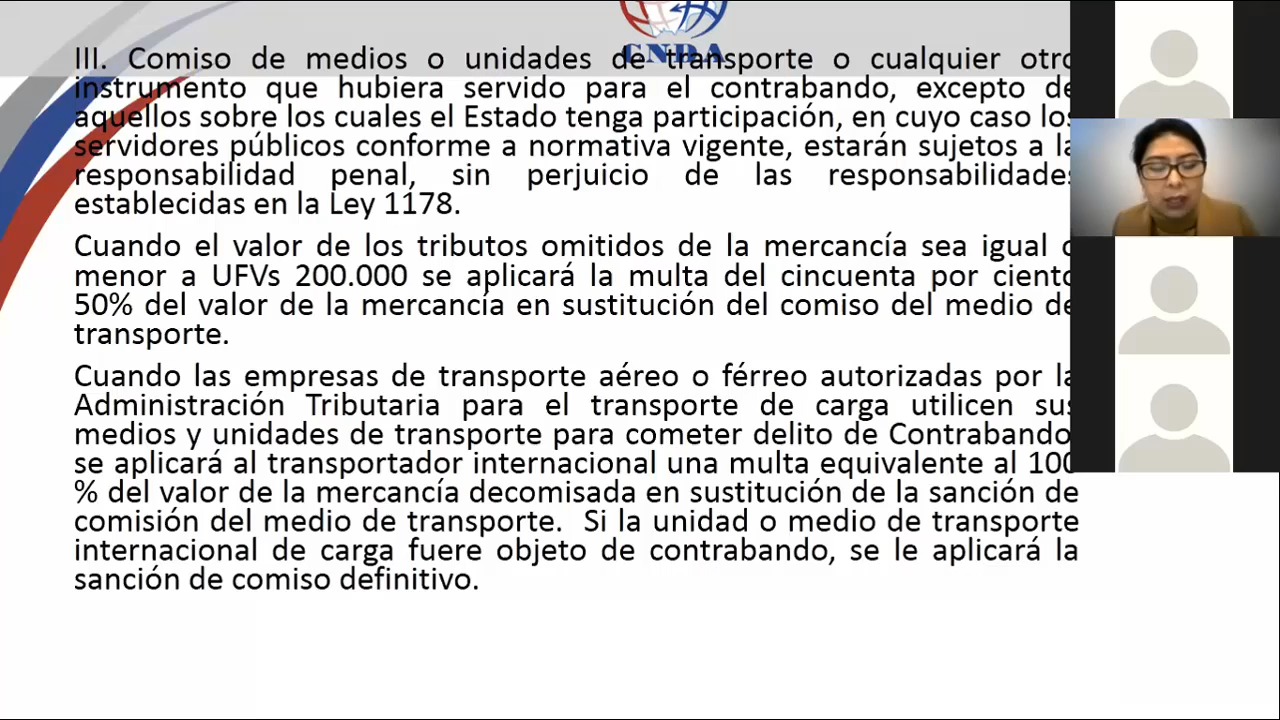 CNDA
III. Comiso de medios o unidades de transporte o cualquier otro
instrumento que hubiera servido para el contrabando, excepto de
aquellos sobre los cuales el Estado tenga participación, en cuyo caso los
servidores públicos conforme a normativa vigente, estarán sujetos a la
responsabilidad penal, sin perjuicio de las responsabilidades
establecidas en la Ley 1178.
Cuando el valor de los tributos omitidos de la mercancía sea igual o
menor a UFVs 200.000 se aplicará la multa del cincuenta por ciento
50% del valor de la mercancía en sustitución del comiso del medio de
transporte.
Cuando las empresas de transporte aéreo o férreo autorizadas por la
Administración Tributaria para el transporte de carga utilicen sus
medios y unidades de transporte para cometer delito de Contrabando,
se aplicará al transportador internacional una multa equivalente al 100
% del valor de la mercancía decomisada en sustitución de la sanción de
comisión del medio de transporte. Si la unidad o medio de transporte
internacional de carga fuere objeto de contrabando, se le aplicará la
sanción de comiso definitivo.